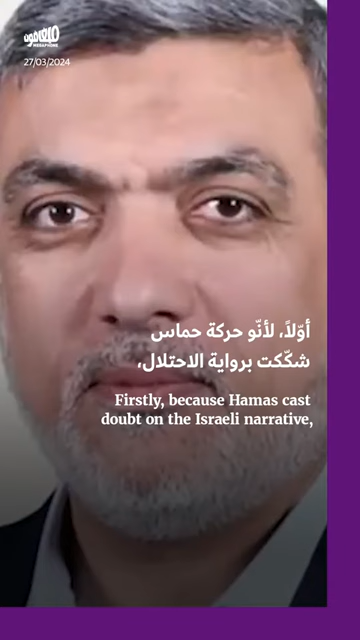 ميغافون
MEGAPHONE
27/03/2024
أوّلاً، لأنّو حركة حماس
شكّكت برواية الاحتلال،
Firstly, because Hamas cast
doubt on the Israeli narrative,